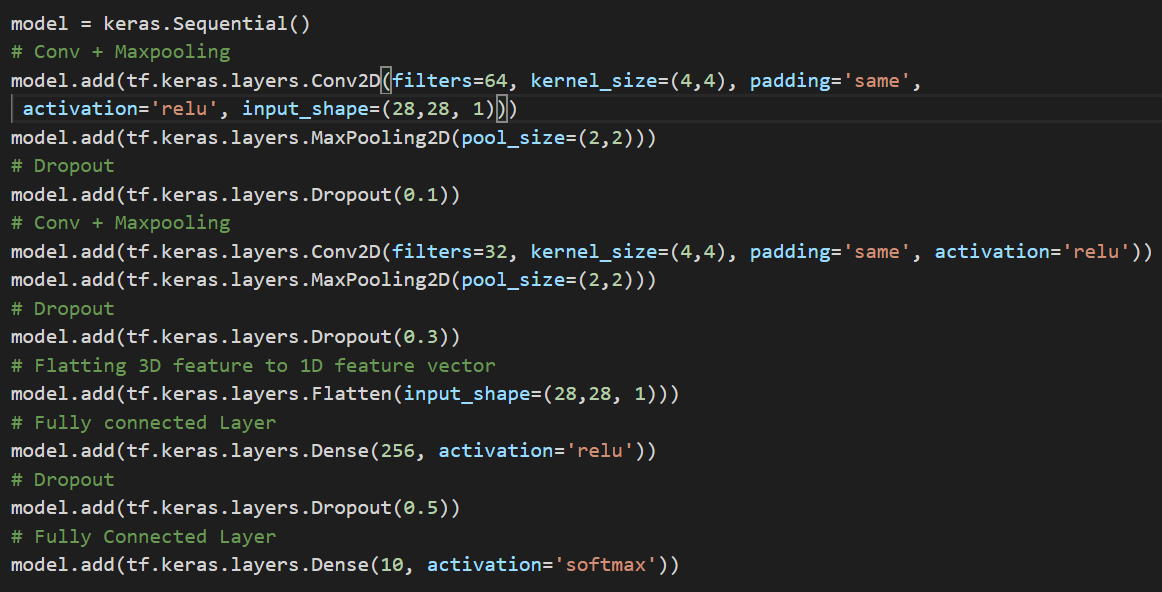 model = keras.Sequential()
# Conv + Maxpooling
model.add(tf.keras.layers.Conv2D(filters=64, kernel_size=(4,4), padding='same',
 activation='relu', input_shape=(28,28, 1)))
model.add(tf.keras.layers.MaxPooling2D(pool_size=(2,2)))
# Dropout
model.add(tf.keras.layers.Dropout(0.1))
# Conv + Maxpooling
model.add(tf.keras.layers.Conv2D(filters=32, kernel_size=(4,4), padding='same', activation='relu'))
model.add(tf.keras.layers.MaxPooling2D(pool_size=(2,2)))
# Dropout
model.add(tf.keras.layers.Dropout(0.3))
# Flatting 3D feature to 1D feature vector
model.add(tf.keras.layers.Flatten(input_shape=(28,28, 1)))
# Fully connected Layer
model.add(tf.keras.layers.Dense(256, activation='relu'))
# Dropout
model.add(tf.keras.layers.Dropout(0.5))
# Fully Connected Layer
model.add(tf.keras.layers.Dense(10, activation='softmax'))